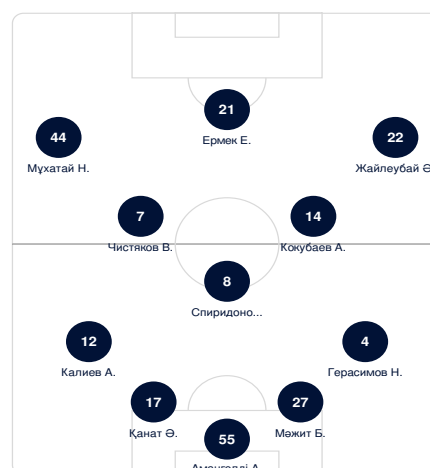 21
Ермек Е.
44
22
Мұхатай Н.
Жайлеубай Ә
7
14
Чистяков В.
Кокубаев А.
8
Спиридоно...
12
4
Калиев А.
Герасимов Н.
17
27
Қанат Ә.
Мәжит Б.
55